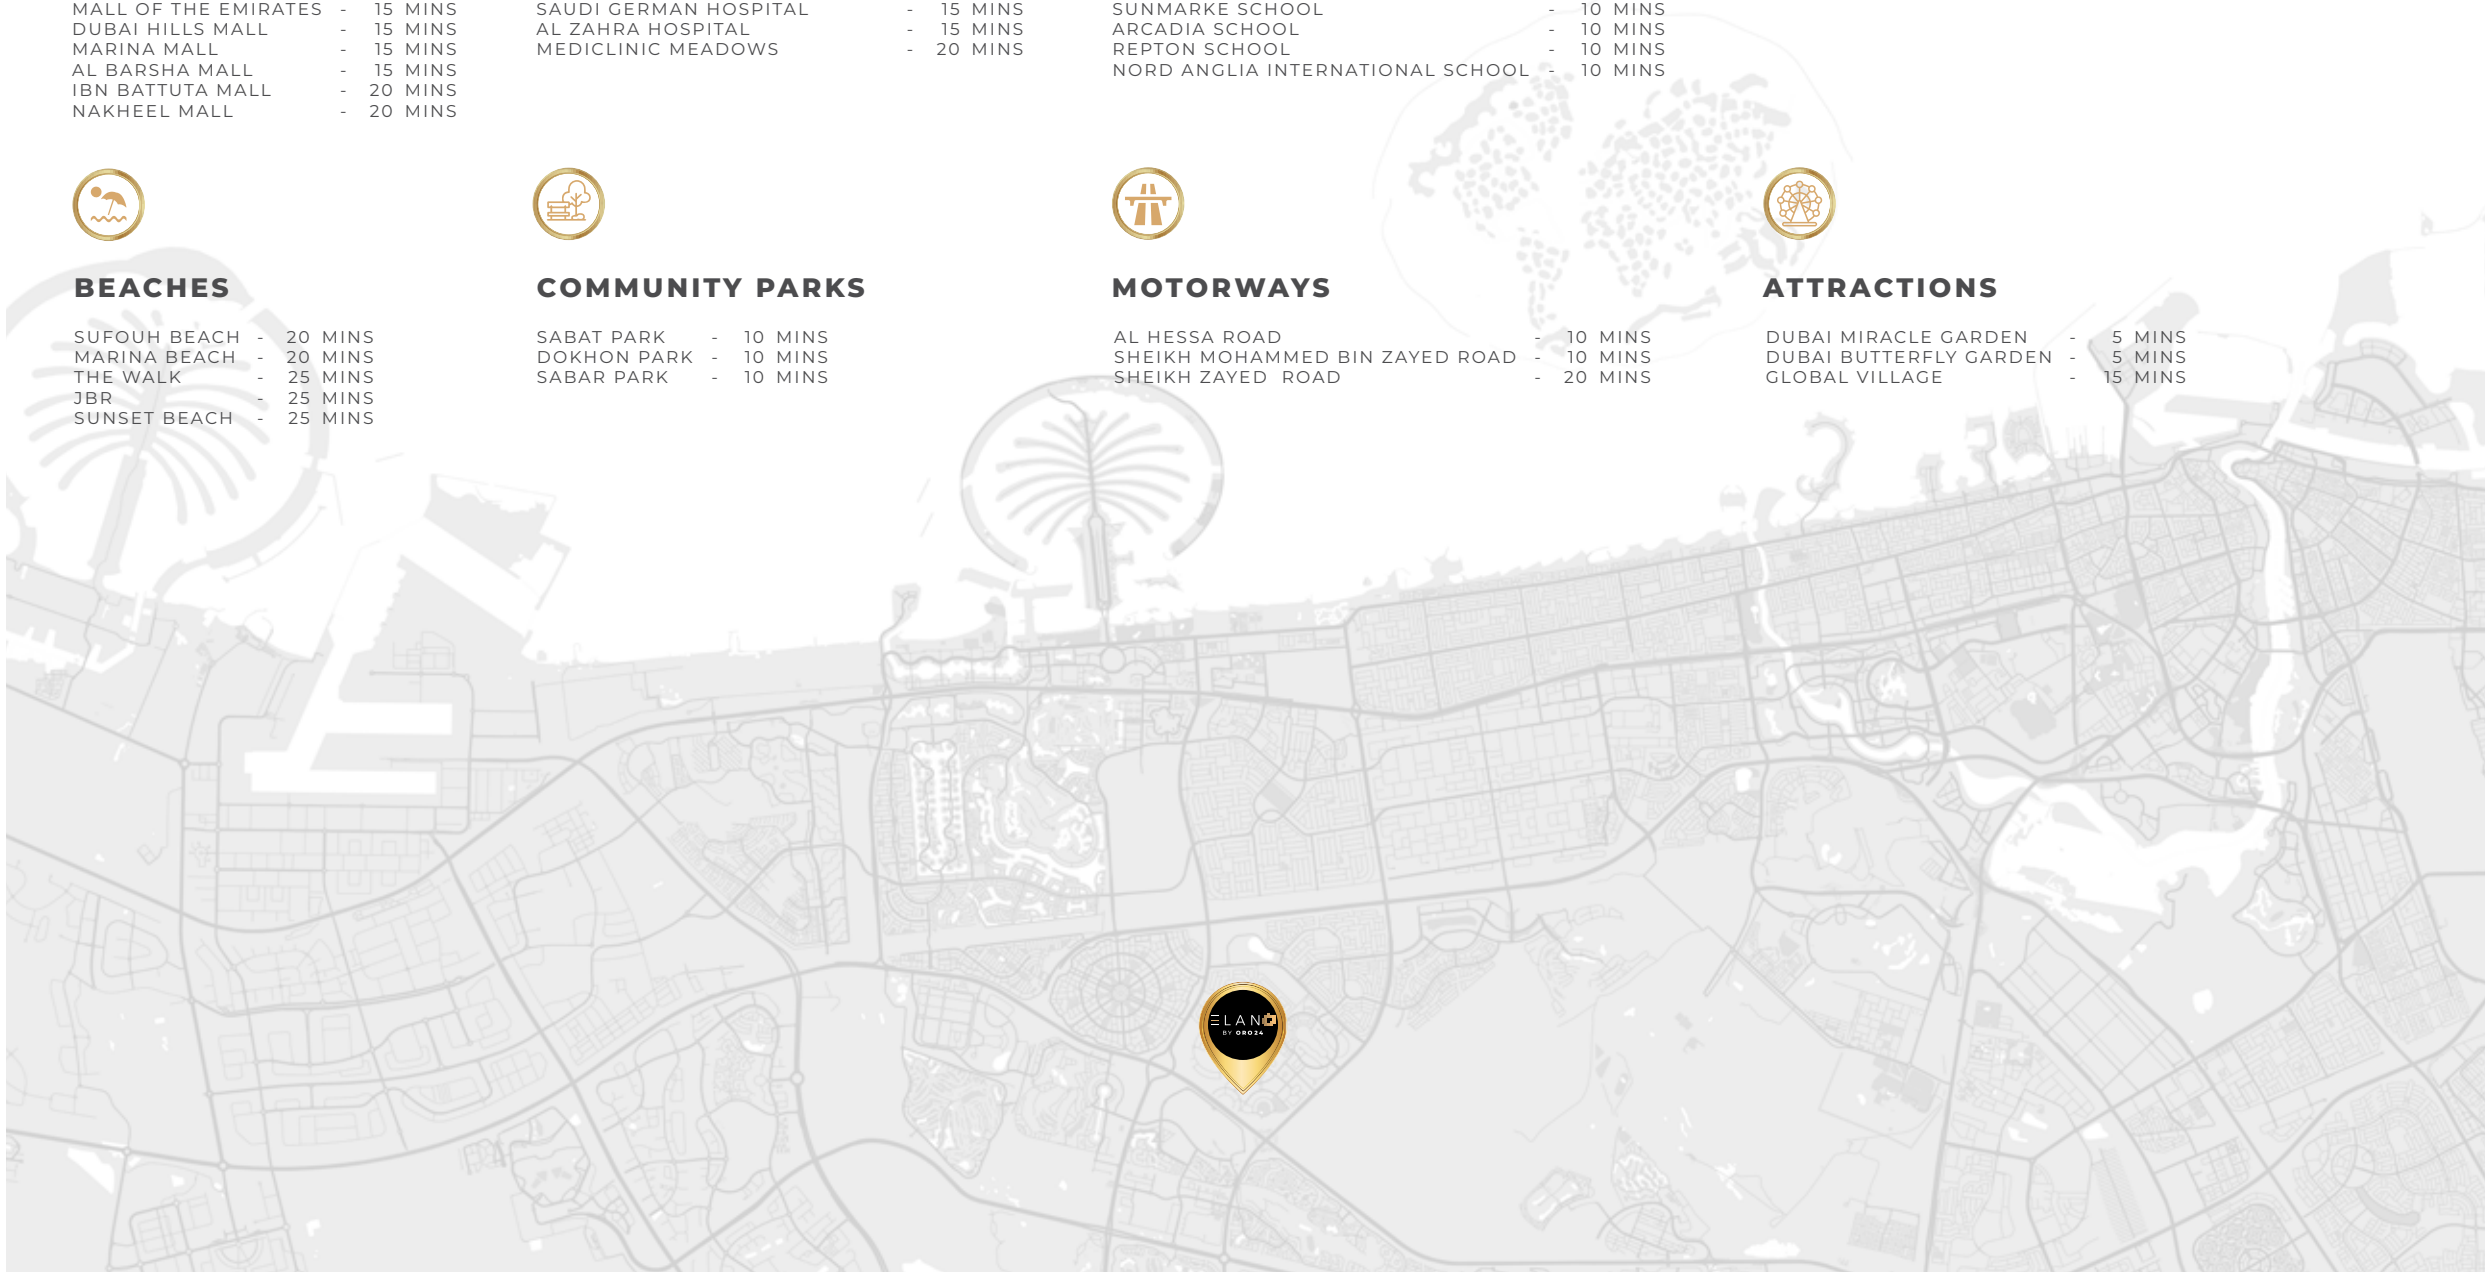 MALL OF THE EMIRATES - 15 MINS
DUBAI HILLS MALL - 15 MINS
MARINA MALL - 15 MINS
AL BARSHA MALL - 15 MINS
IBN BATTUTA MALL - 20 MINS
NAKHEEL MALL - 20 MINS
SAUDI GERMAN HOSPITAL - 15 MINS
AL ZAHRA HOSPITAL - 15 MINS
MEDICLINIC MEADOWS - 20 MINS
SUNMARKE SCHOOL - 10 MINS
ARCADIA SCHOOL - 10 MINS
REPTON SCHOOL - 10 MINS
NORD ANGLIA INTERNATIONAL SCHOOL - 10 MINS
BEACHES
SUFOUH BEACH - 20 MINS
MARINA BEACH - 20 MINS
THE WALK - 25 MINS
JBR - 25 MINS
SUNSET BEACH - 25 MINS
COMMUNITY PARKS
SABAT PARK - 10 MINS
DOKHON PARK - 10 MINS
SABAR PARK - 10 MINS
MOTORWAYS
AL HESSA ROAD - 10 MINS
SHEIKH MOHAMMED BIN ZAYED ROAD - 10 MINS
SHEIKH ZAYED ROAD - 20 MINS
ATTRACTIONS
DUBAI MIRACLE GARDEN - 5 MINS
DUBAI BUTTERFLY GARDEN - 5 MINS
GLOBAL VILLAGE - 15 MINS
ELANO
BY ORO24